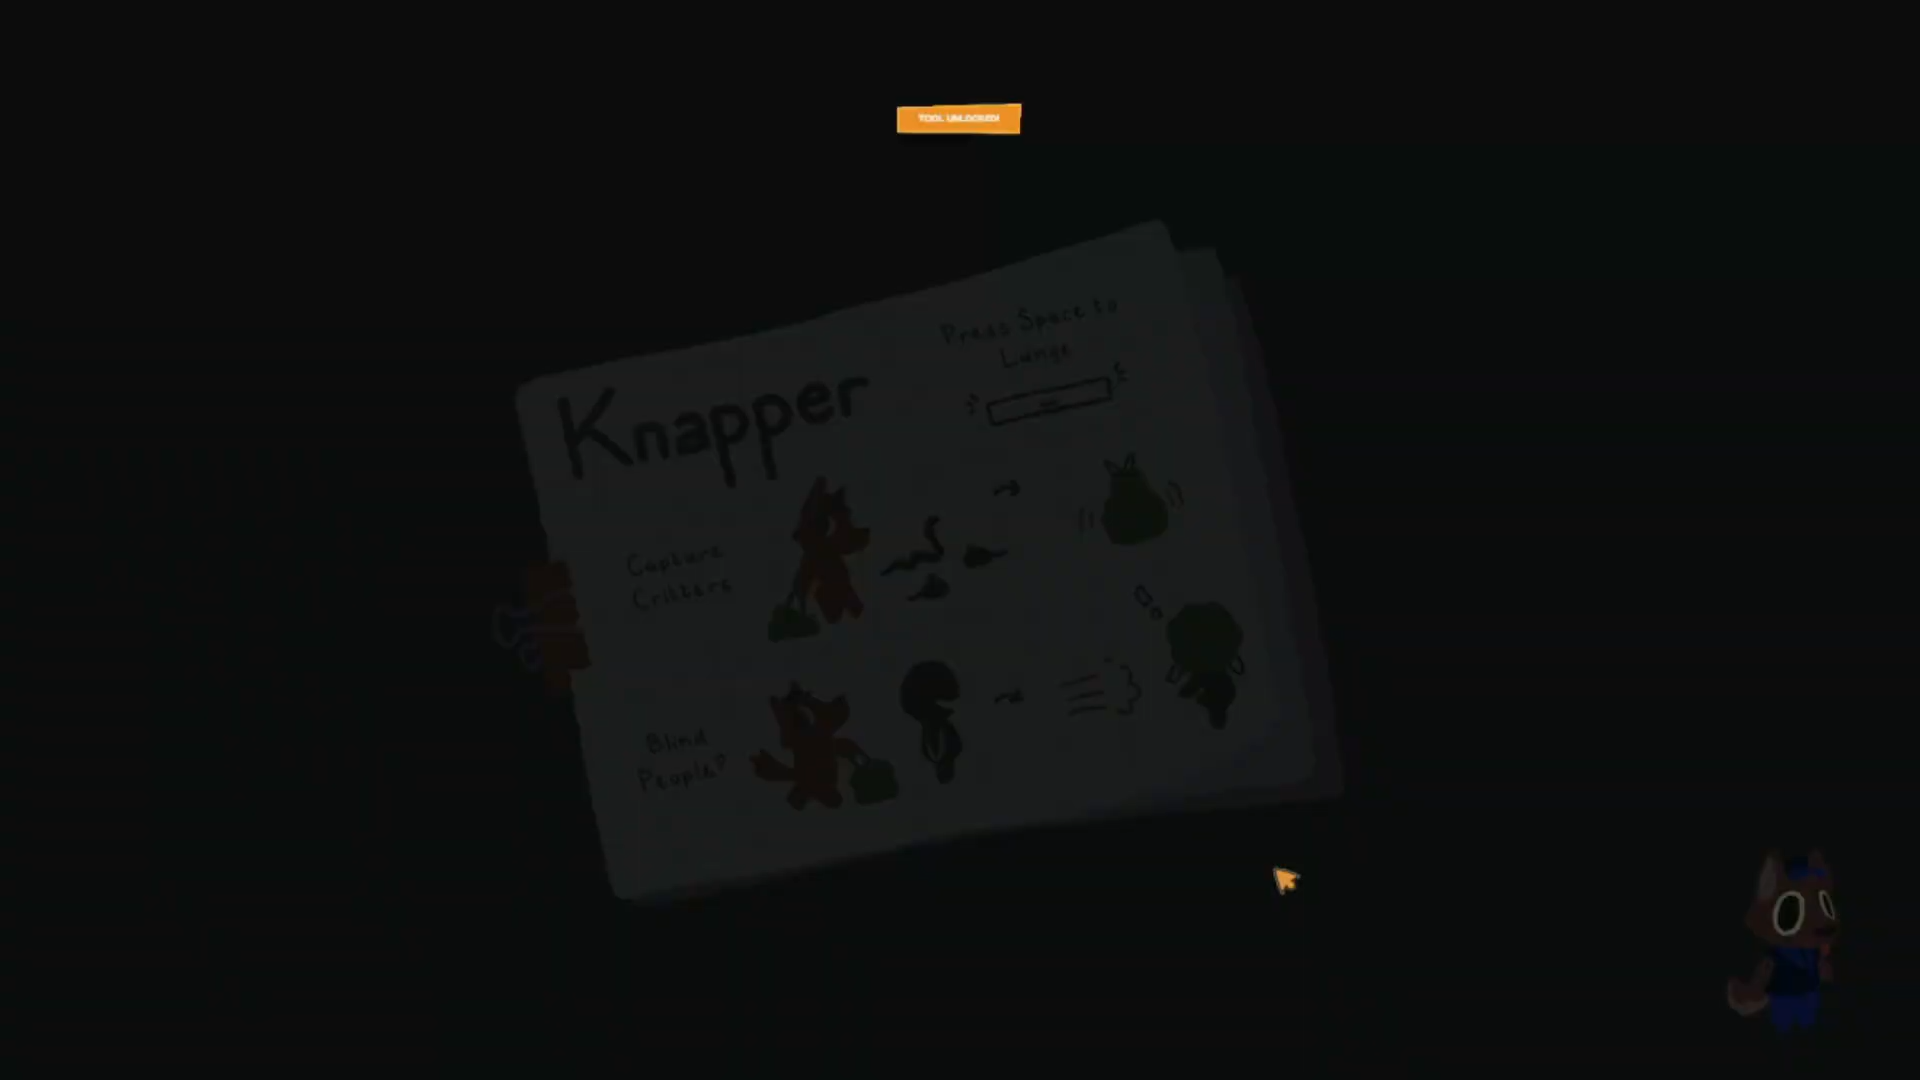 TOOL UNLOCKED!
Press Space to
Lunge
Knapper
Capture
Critters
Blind
People?